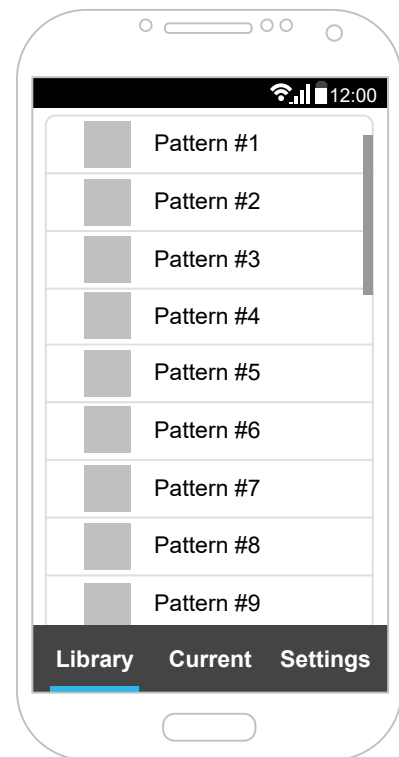 12:00
Pattern #1
Pattern #2
Pattern #3
Pattern #4
Pattern #5
Pattern #6
Pattern #7
Pattern #8
Pattern #9
Library Current Settings